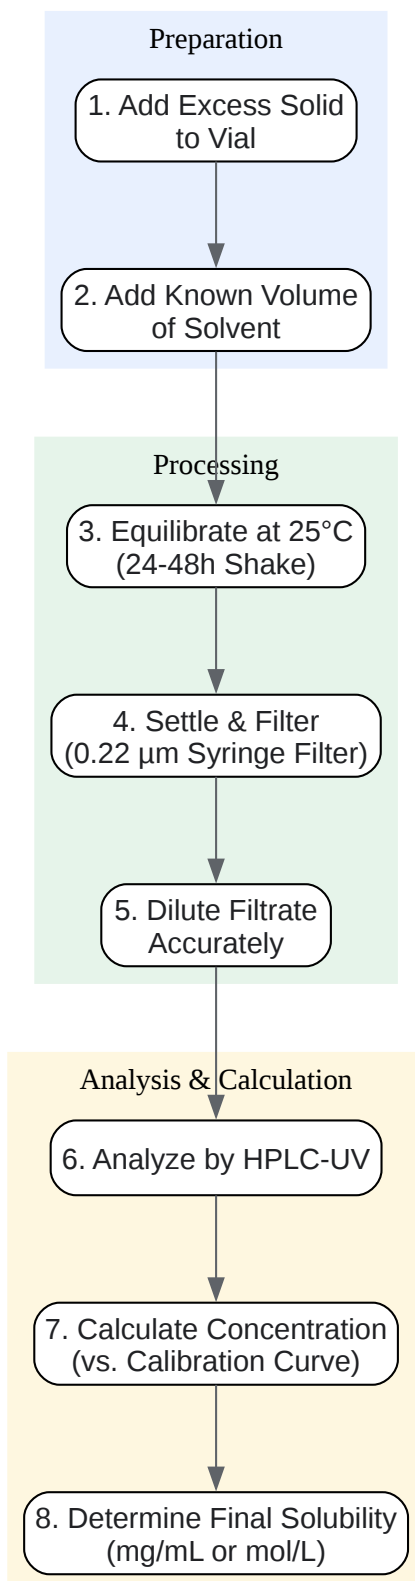 Preparation
1. Add Excess Solid
to Vial
2. Add Known Volume
of Solvent
Processing
3. Equilibrate at 25°C
(24-48h Shake)
4. Settle & Filter
(0.22 µm Syringe Filter)
5. Dilute Filtrate
Accurately
Analysis & Calculation
6. Analyze by HPLC-UV
7. Calculate Concentration
(vs. Calibration Curve)
8. Determine Final Solubility
(mg/mL or mol/L)